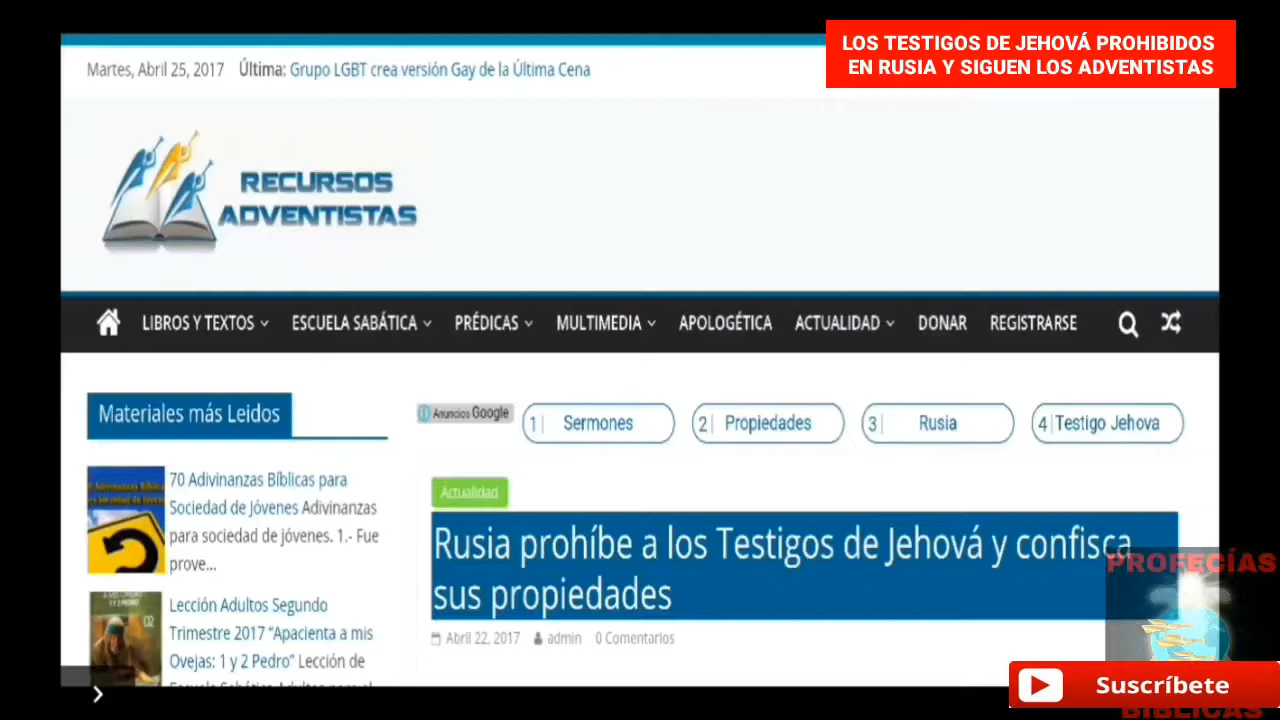 LOS TESTIGOS DE JEHOVÁ PROHIBIDOS
EN RUSIA Y SIGUEN LOS ADVENTISTAS
Martes, Abril 25, 2017 Última: Grupo LGBT crea versión Gay de la Última Cena
RECURSOS
ADVENTISTAS
LIBROS Y TEXTOS ESCUELA SABÁTICA PRÉDICAS MULTIMEDIA APOLOGÉTICA ACTUALIDAD DONAR REGISTRARSE
Materiales más Leidos
Anuncios Google
1 Sermones
2 Propiedades
3 Rusia
4 Testigo Jehova
70 Adivinanzas Bíblicas para
Sociedad de Jóvenes Adivinanzas
para sociedad de jóvenes. 1.- Fue
prove...
Lección Adultos Segundo
Trimestre 2017 “Apacienta a mis
Ovejas: 1 y 2 Pedro” Lección de
Actualidad
Rusia prohíbe a los Testigos de Jehová y confisca
sus propiedades
Abril 22, 2017 admin 0 Comentarios
PROFECÍAS
Suscríbete
BÍBLICAS